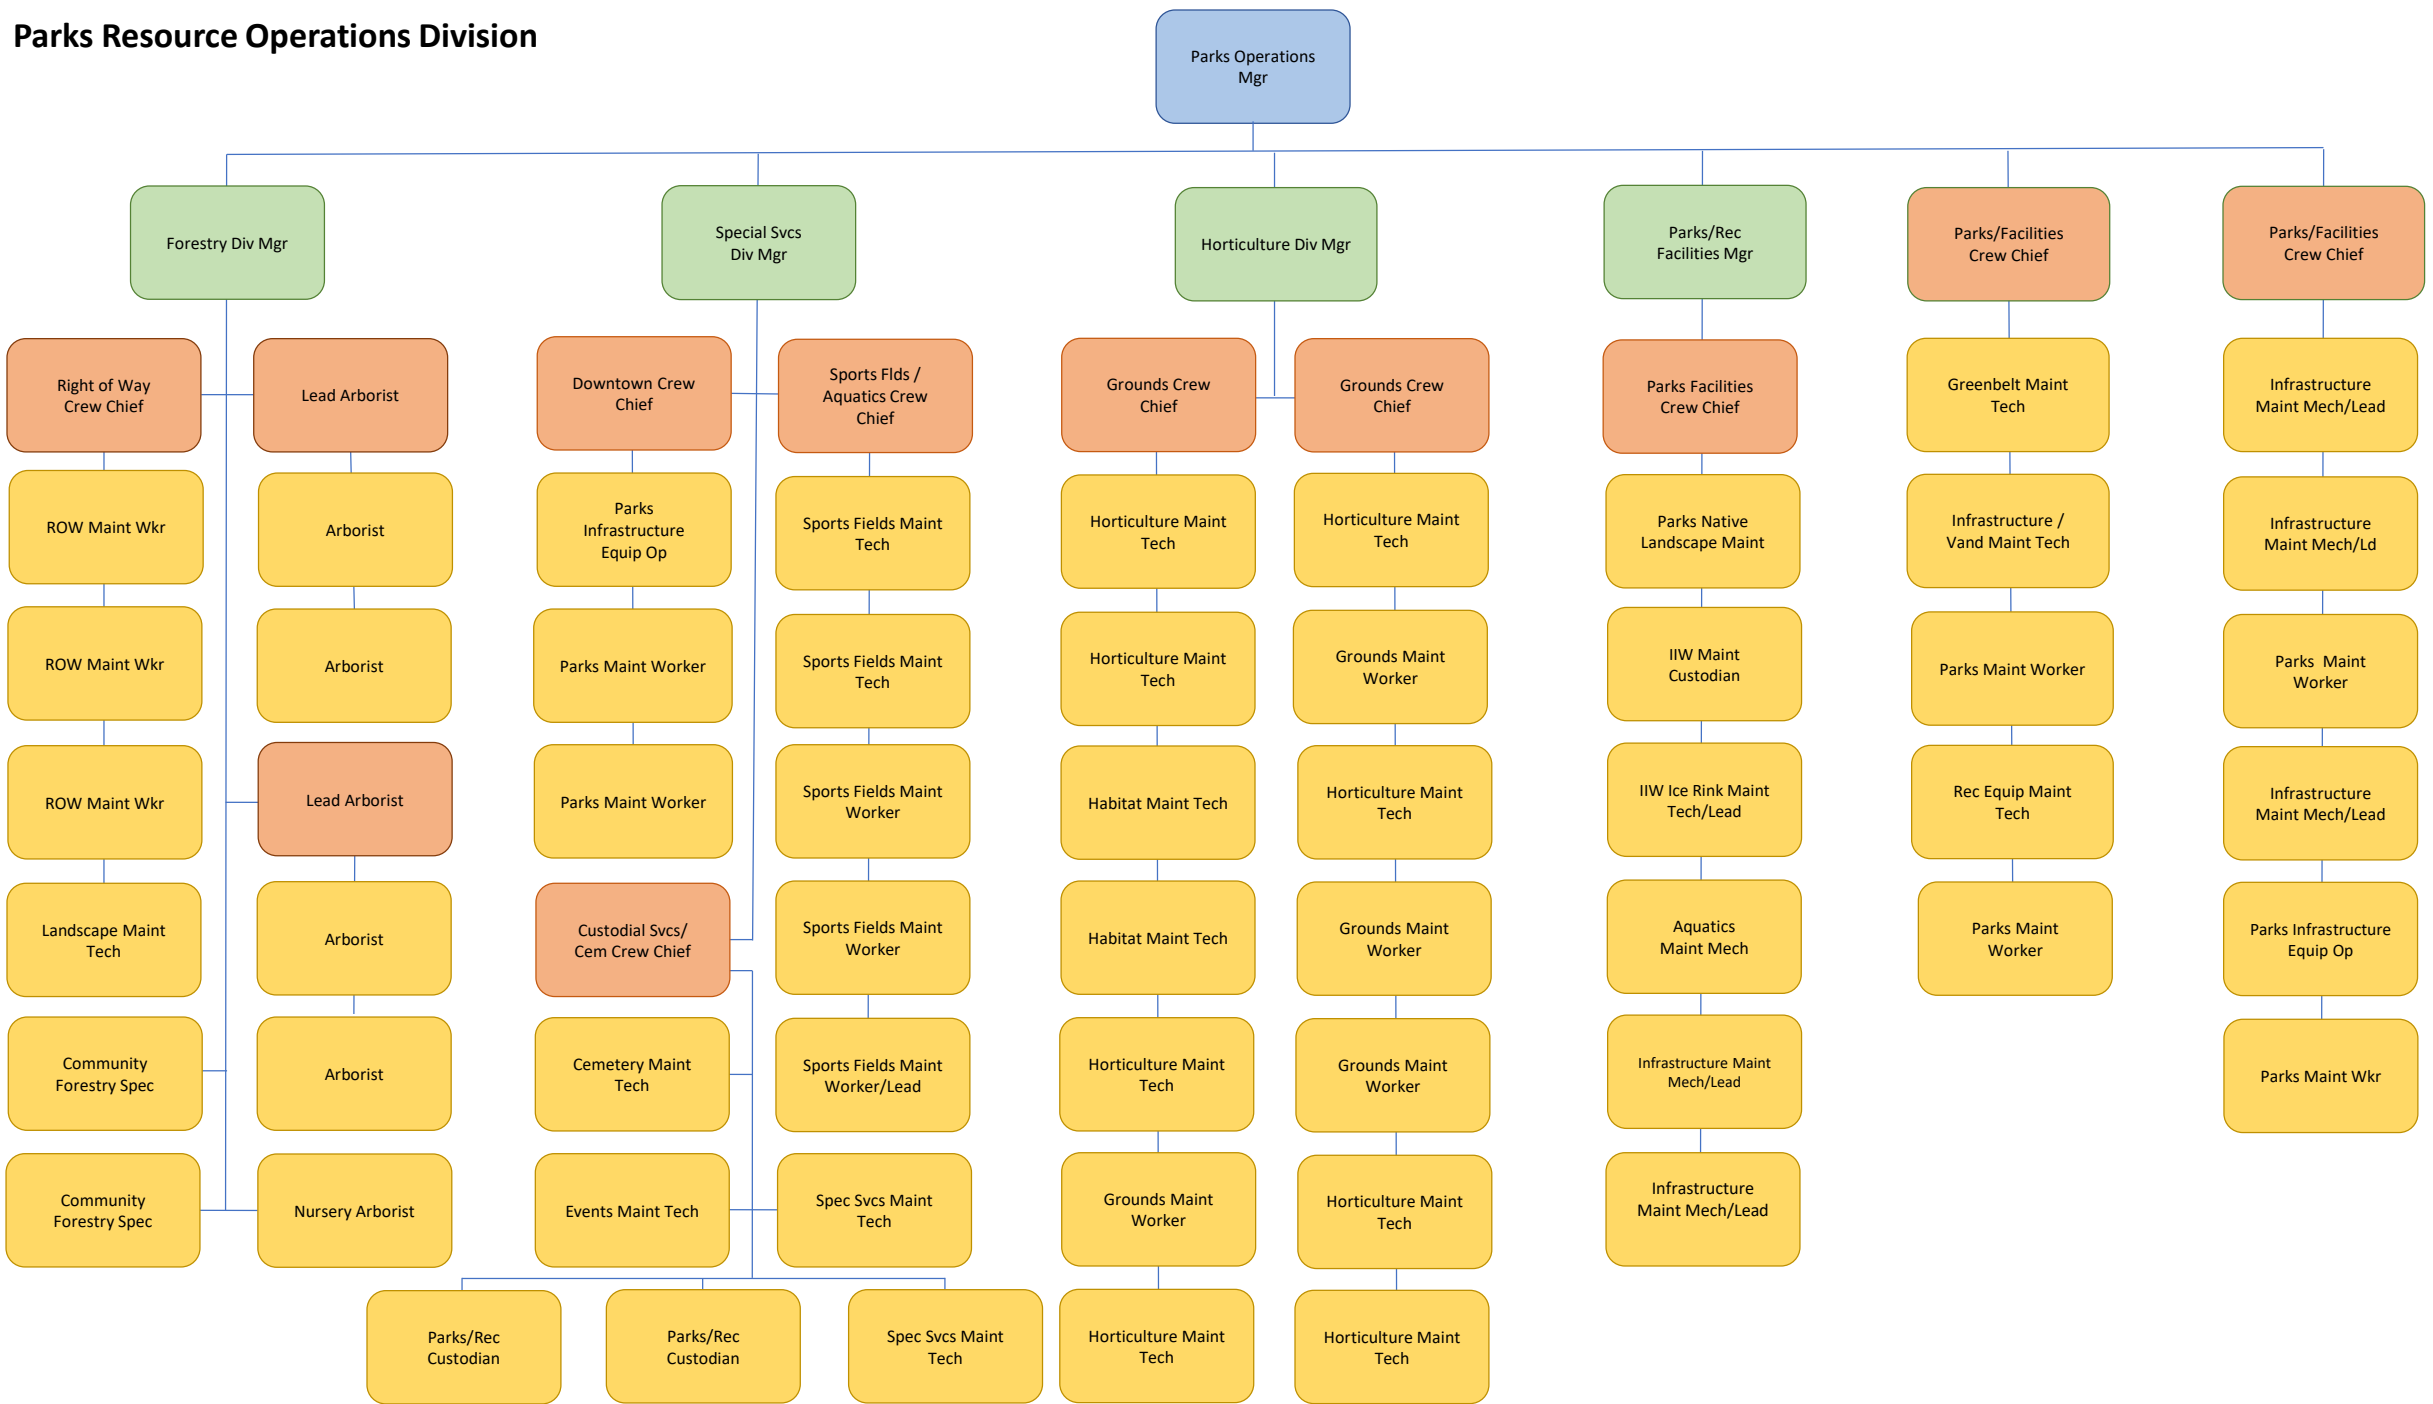 Parks Resource Operations Division
Parks Operations
Mgr
Forestry Div Mgr
Special Svcs
Div Mgr
Horticulture Div Mgr
Parks/Rec
Facilities Mgr
Parks/Facilities
Crew Chief
Parks/Facilities
Crew Chief
Right of Way
Crew Chief
Lead Arborist
Downtown Crew
Chief
Sports Flds /
Aquatics Crew
Chief
Grounds Crew
Chief
Grounds Crew
Chief
Parks Facilities
Crew Chief
Greenbelt Maint
Tech
Infrastructure
Maint Mech/Lead
ROW Maint Wkr
Arborist
Parks
Infrastructure
Equip Op
Sports Fields Maint
Tech
Horticulture Maint
Tech
Horticulture Maint
Tech
Parks Native
Landscape Maint
Infrastructure /
Vand Maint Tech
Infrastructure
Maint Mech/Ld
ROW Maint Wkr
Arborist
Parks Maint Worker
Sports Fields Maint
Tech
Horticulture Maint
Tech
Grounds Maint
Worker
IIW Maint
Custodian
Parks Maint Worker
Parks  Maint
Worker
ROW Maint Wkr
Lead Arborist
Parks Maint Worker
Sports Fields Maint
Worker
Habitat Maint Tech
Horticulture Maint
Tech
IIW Ice Rink Maint
Tech/Lead
Rec Equip Maint
Tech
Infrastructure
Maint Mech/Lead
Landscape Maint
Tech
Arborist
Custodial Svcs/
Cem Crew Chief
Sports Fields Maint
Worker
Habitat Maint Tech
Grounds Maint
Worker
Aquatics
Maint Mech
Parks Maint
Worker
Parks Infrastructure
Equip Op
Community
Forestry Spec
Arborist
Cemetery Maint
Tech
Sports Fields Maint
Worker/Lead
Horticulture Maint
Tech
Grounds Maint
Worker
Infrastructure Maint
Mech/Lead
Parks Maint Wkr
Community
Forestry Spec
Nursery Arborist
Events Maint Tech
Spec Svcs Maint
Tech
Grounds Maint
Worker
Horticulture Maint
Tech
Infrastructure
Maint Mech/Lead
Parks/Rec
Custodian
Parks/Rec
Custodian
Spec Svcs Maint
Tech
Horticulture Maint
Tech
Horticulture Maint
Tech